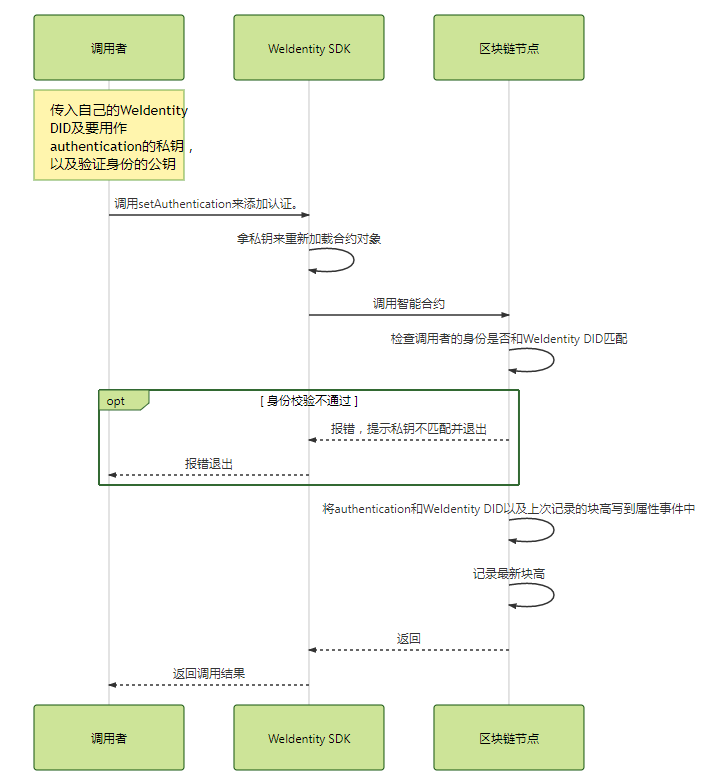 调用者
WeIdentity SDK
区块链节点
传入自己的WeIdentity
DID及要用作
authentication的私钥，
以及验证身份的公钥
调用setAuthentication来添加认证。
拿私钥来重新加载合约对象
调用智能合约
检查调用者的身份是否和WeIdentity DID匹配
opt
[ 身份校验不通过 ]
报错，提示私钥不匹配并退出
报错退出
将authentication和WeIdentity DID以及上次记录的块高写到属性事件中
记录最新块高
返回
返回调用结果
调用者
WeIdentity SDK
区块链节点